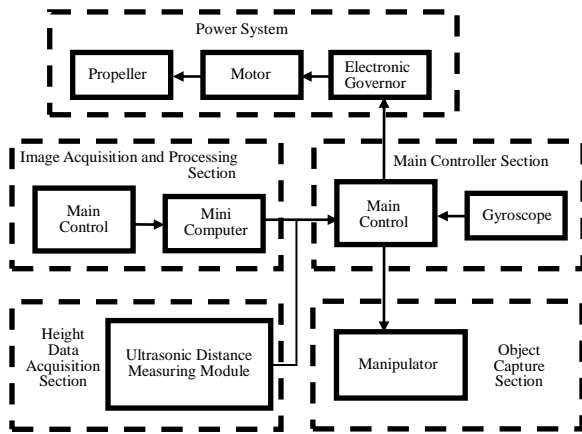 Power System
Propeller
Motor
Electronic
Governor
Image Acquisition and Processing
Section
Main
Control
Mini
Computer
Main Controller Section
Main
Control
Gyroscope
Height
Data
Acquisition
Section
Ultrasonic Distance
Measuring Module
Manipulator
Object
Capture
Section